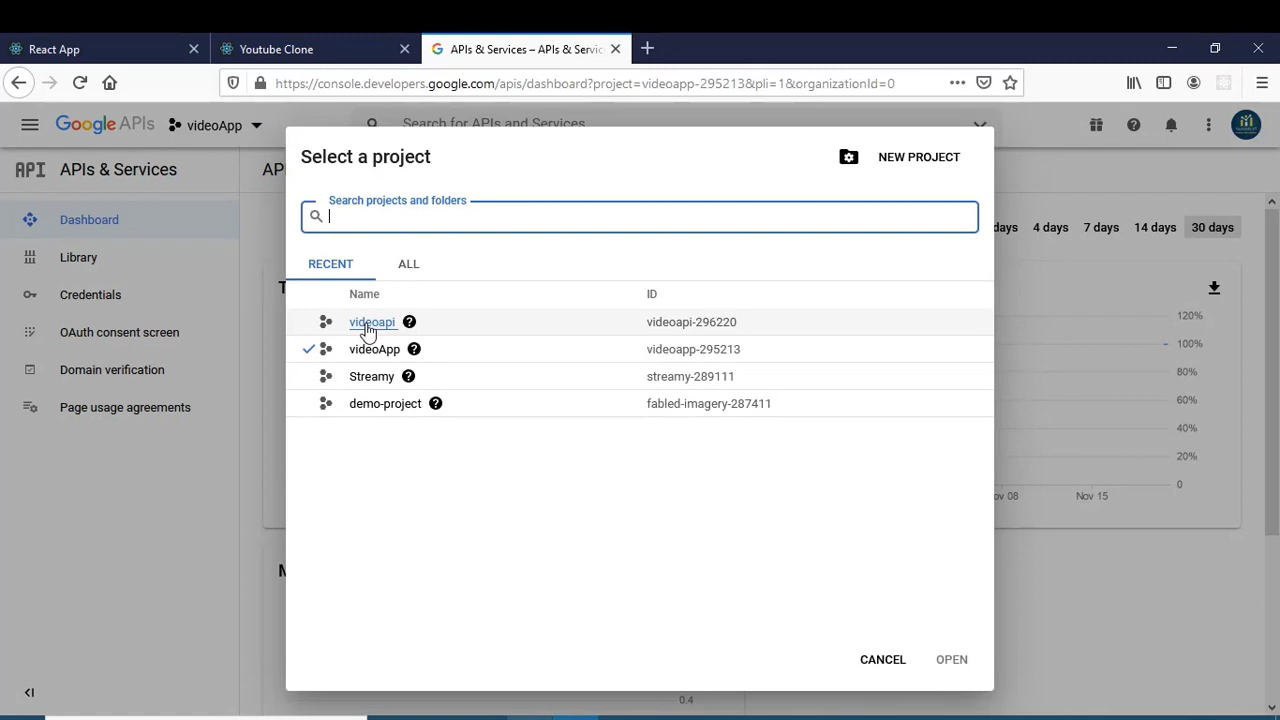 React App
Youtube Clone
APIs & Services – APIs & Servic
https://console.developers.google.com/apis/dashboard?project=videoapp-295213&pli=1&organizationId=0
Google APIs
videoApp
Search for APIs and Services
API APIs & Services
Dashboard
Library
Credentials
OAuth consent screen
Domain verification
Page usage agreements
Select a project
NEW PROJECT
Search projects and folders
RECENT
ALL
Name
ID
videoapi
videoapi-296220
videoApp
videoapp-295213
Streamy
streamy-289111
demo-project
fabled-imagery-287411
CANCEL
OPEN
days
4 days
7 days
14 days
30 days
120%
100%
80%
60%
40%
20%
0
ov 08
Nov 15
0.4